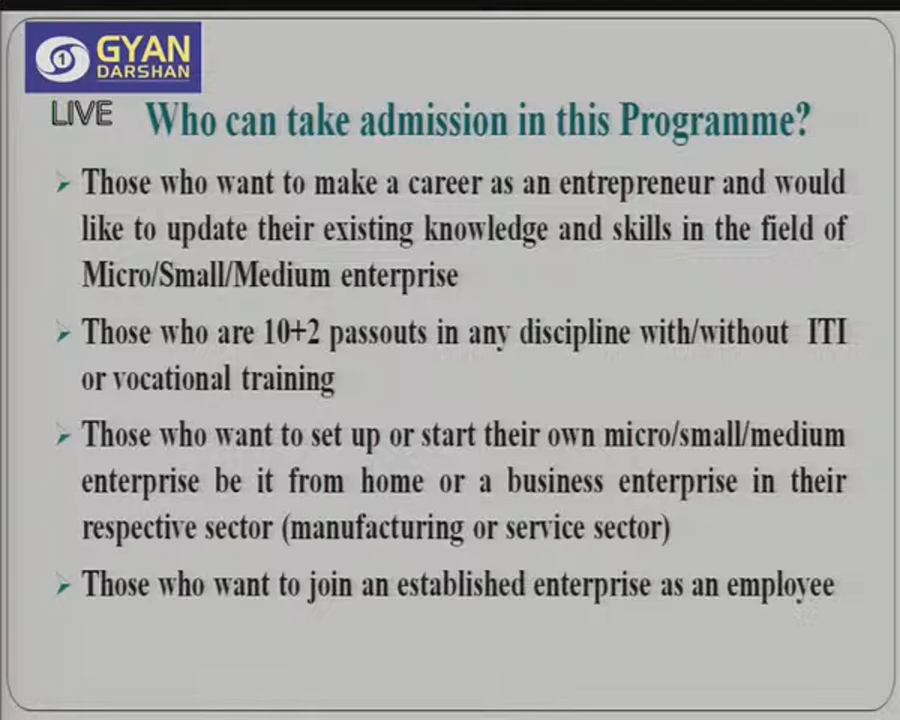 GYAN
DARSHAN
LIVE
Who can take admission in this Programme?
Those who want to make a career as an entrepreneur and would
like to update their existing knowledge and skills in the field of
Micro/Small/Medium enterprise
Those who are 10+2 passouts in any discipline with/without ITI
or vocational training
Those who want to set up or start their own micro/small/medium
enterprise be it from home or a business enterprise in their
respective sector (manufacturing or service sector)
Those who want to join an established enterprise as an employee